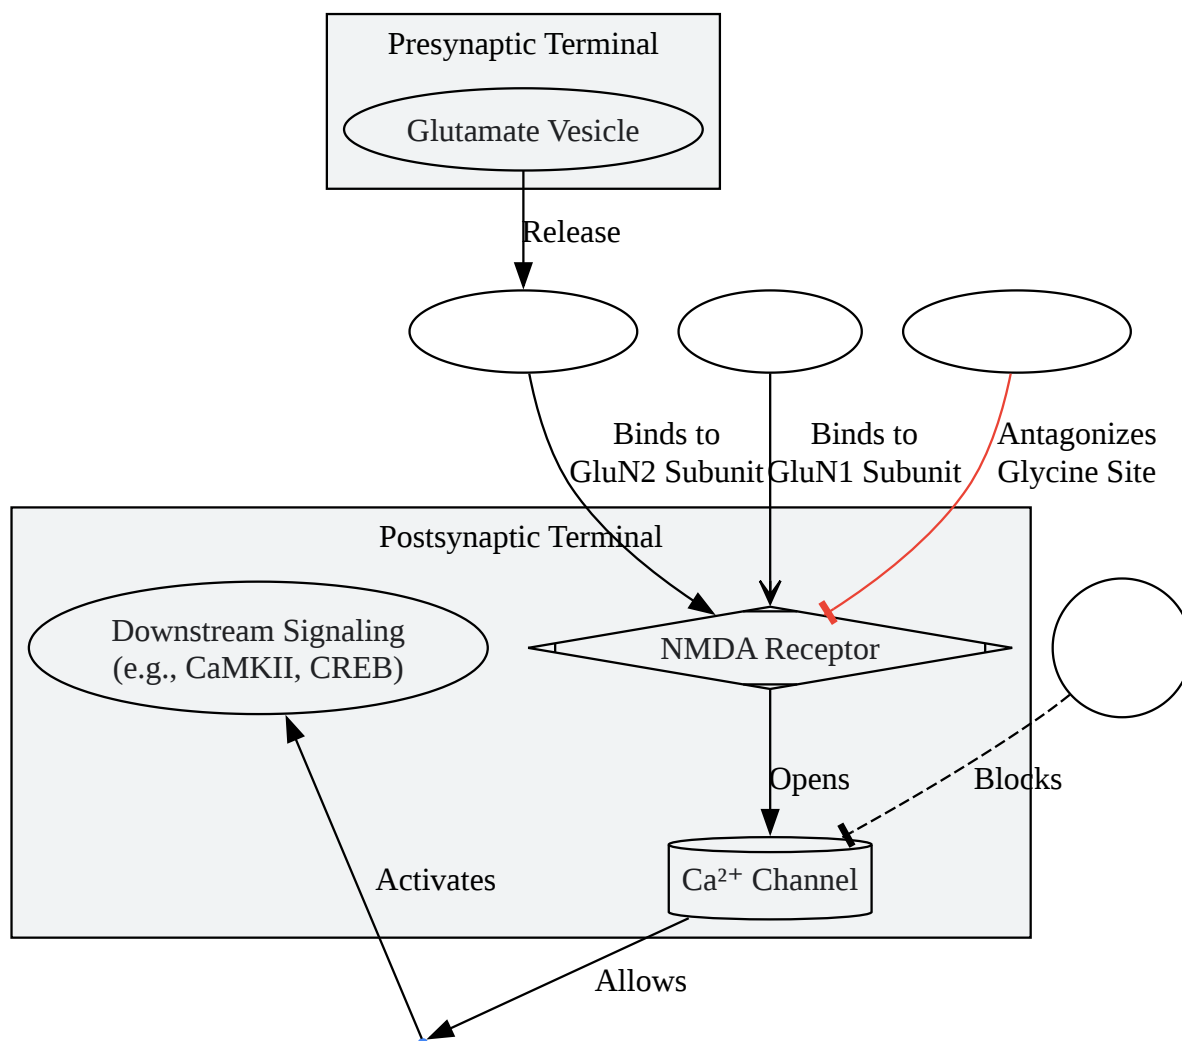 Presynaptic Terminal
Glutamate Vesicle
Release
Binds to
GluN2 Subunit
Binds to
GluN1 Subunit
Antagonizes
Glycine Site
Postsynaptic Terminal
Downstream Signaling
(e.g., CaMKII, CREB)
NMDA Receptor
Opens
Blocks
Ca²⁺ Channel
Activates
Allows